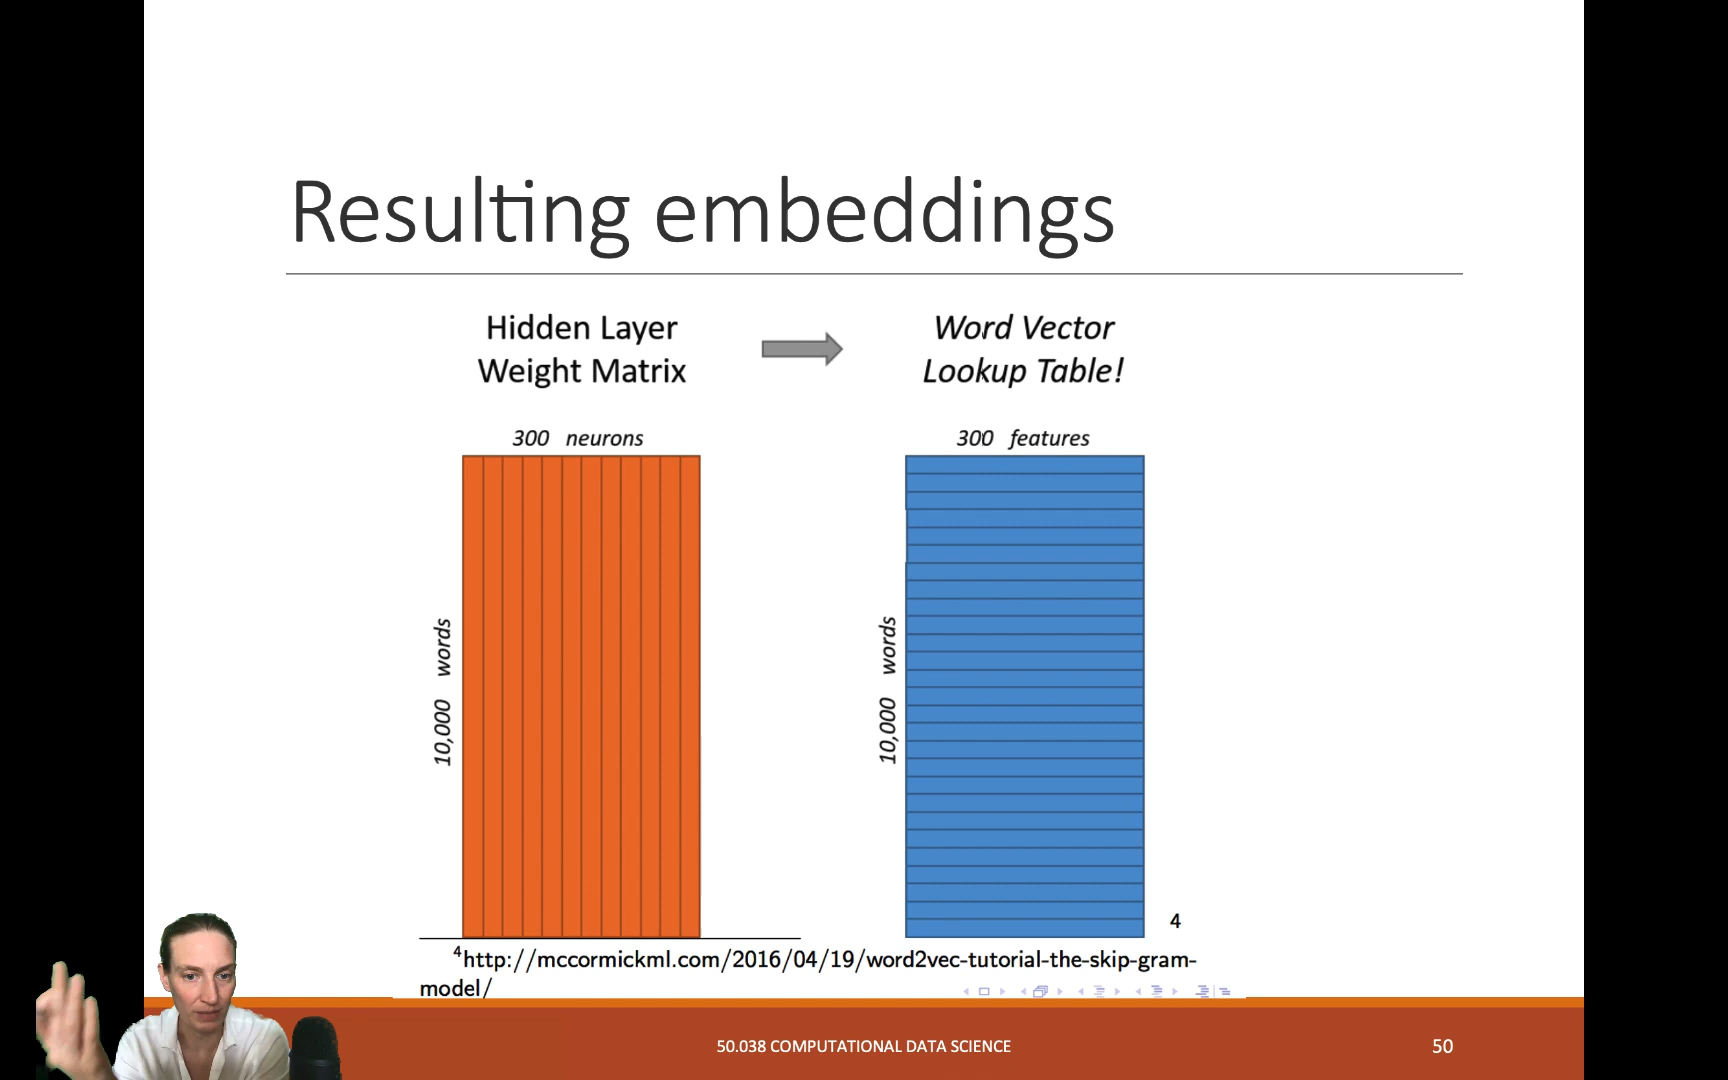 Resulting embeddings
Hidden Layer
Weight Matrix
Word Vector
Lookup Table!
300 neurons
300 features
10,000 words
10,000 words
4
4http://mccormickml.com/2016/04/19/word2vec-tutorial-the-skip-gram-
model/
50.038 COMPUTATIONAL DATA SCIENCE
50